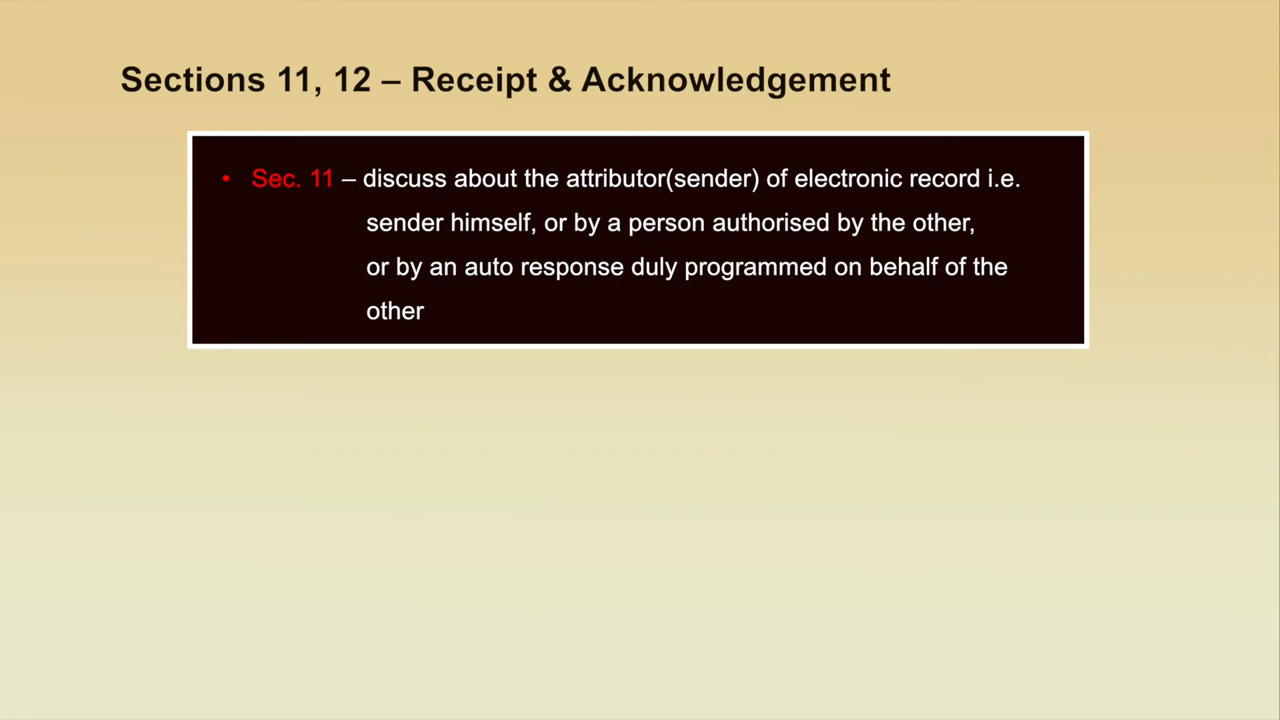 Sections 11, 12 – Receipt & Acknowledgement
• Sec. 11 – discuss about the attributor(sender) of electronic record i.e.
sender himself, or by a person authorised by the other,
or by an auto response duly programmed on behalf of the
other